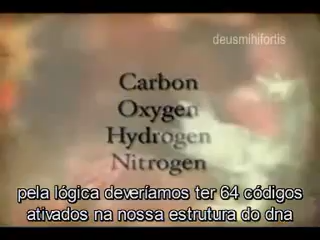 deusmihifortis
Carbon
Oxygen
Hydrogen
Nitrogen
pela lógica deveríamos ter 64 códigos
ativados na nossa estrutura do dna